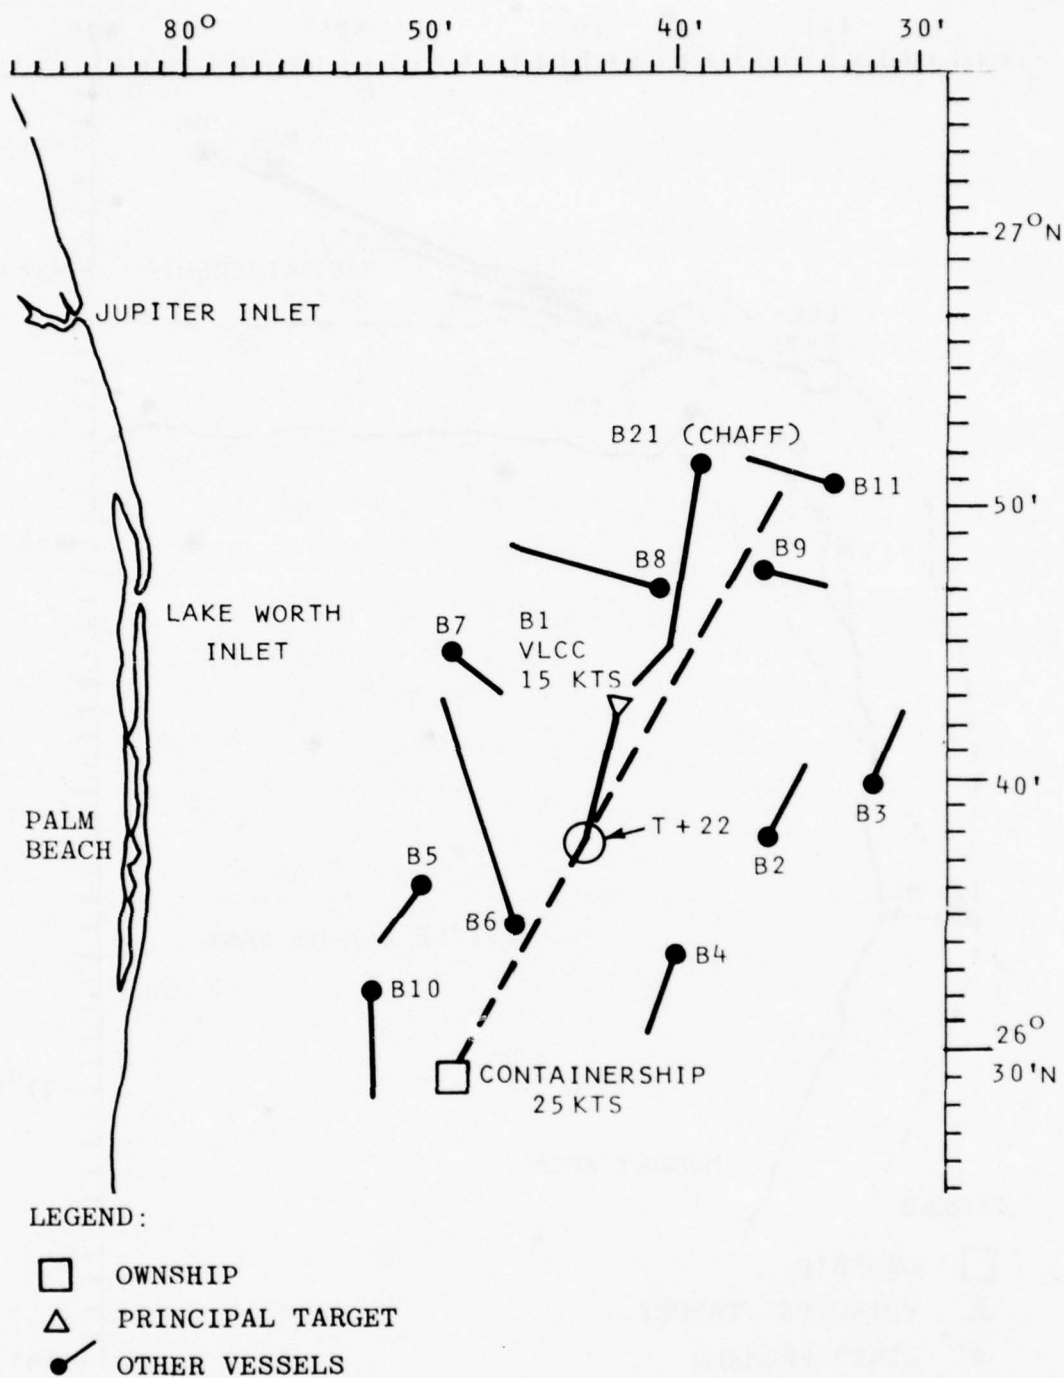 80° 50' 40' 30'
27°N
JUPITER INLET
B21 (CHAFF)
B11
50'
B8
B9
LAKE WORTH
INLET
B7
B1
VLCC
15 KTS
40'
B3
T + 22
B2
PALM
BEACH
B5
B6
B4
B10
26°
30'N
CONTAINERSHIP
25 KTS
LEGEND:
OWNSHIP
PRINCIPAL TARGET
OTHER VESSELS